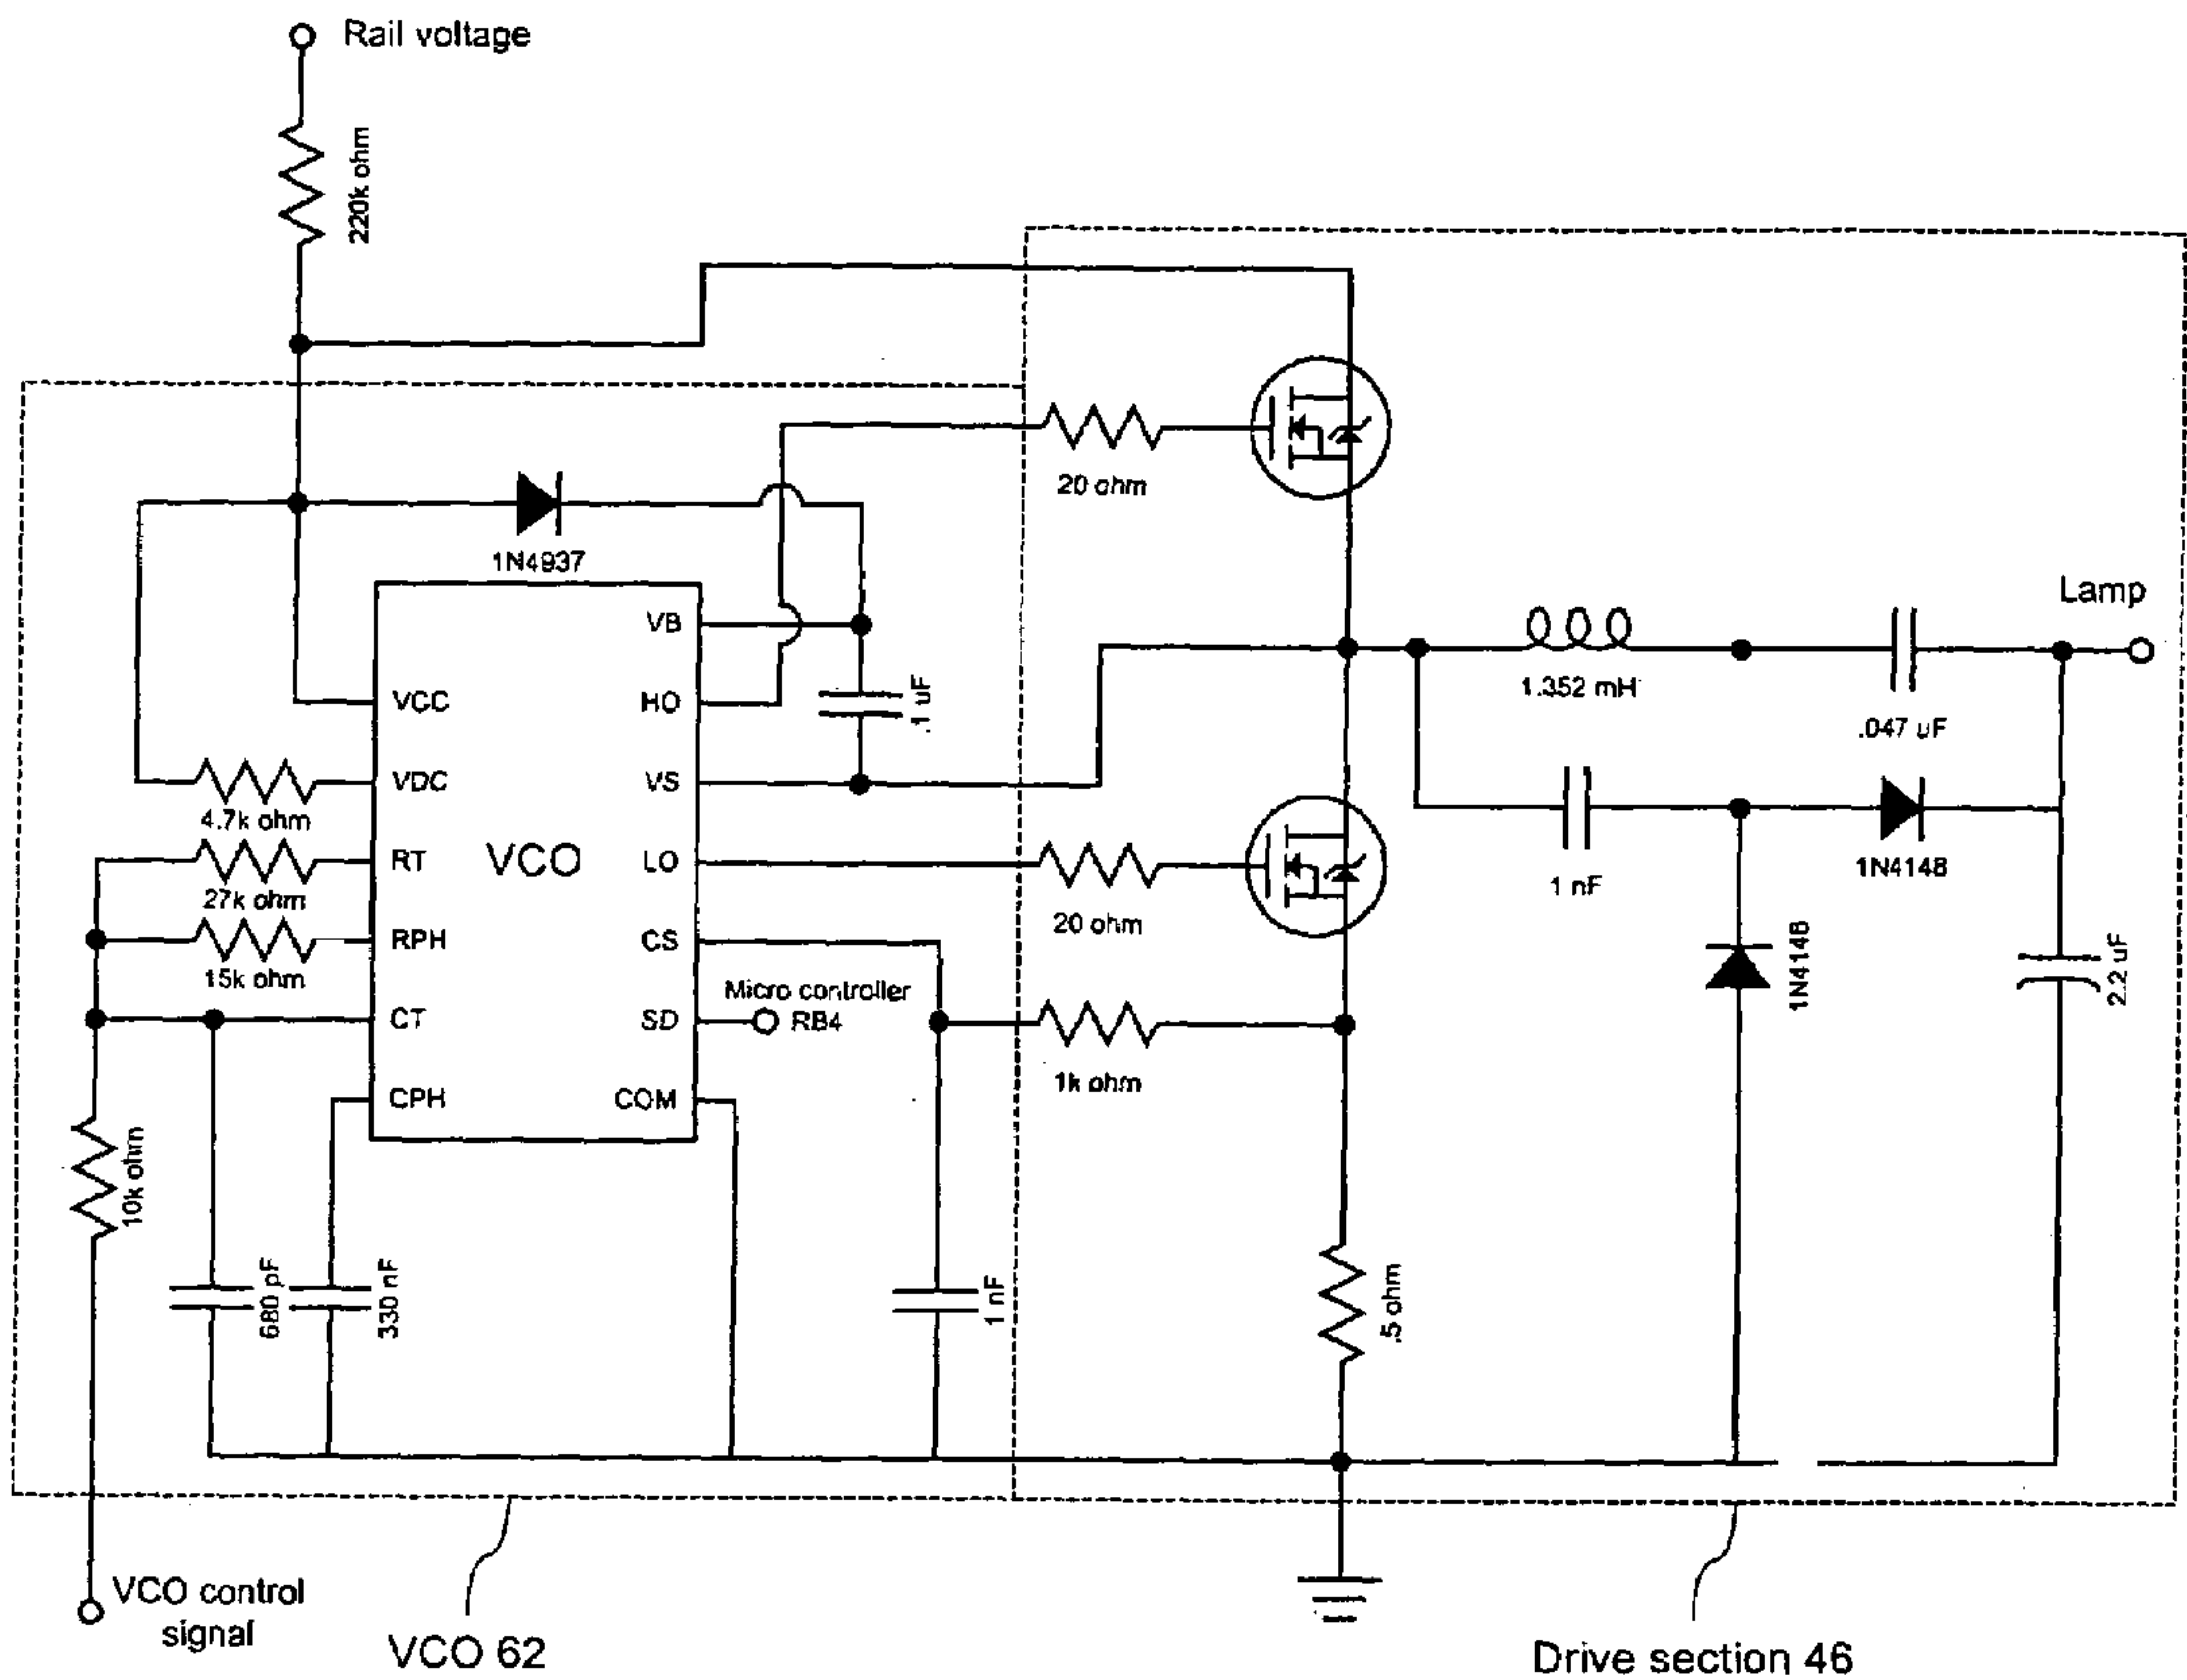 Rail voltage
220k ohm
20 ohm
1N4937
Lamp
VB
1.352 mH
VCC
HO
.1 uF
.047 uF
VDC
VS
4.7k ohm
RT
VCO
LO
1N4148
27k ohm
1 nF
20 ohm
RPH
CS
15k ohm
1N4148
2.2 uF
Micro controller
CT
SD
RB4
1k ohm
CPH
COM
10k ohm
680 pF
330 nF
1 nF
.5 ohm
VCO control
signal
VCO 62
Drive section 46